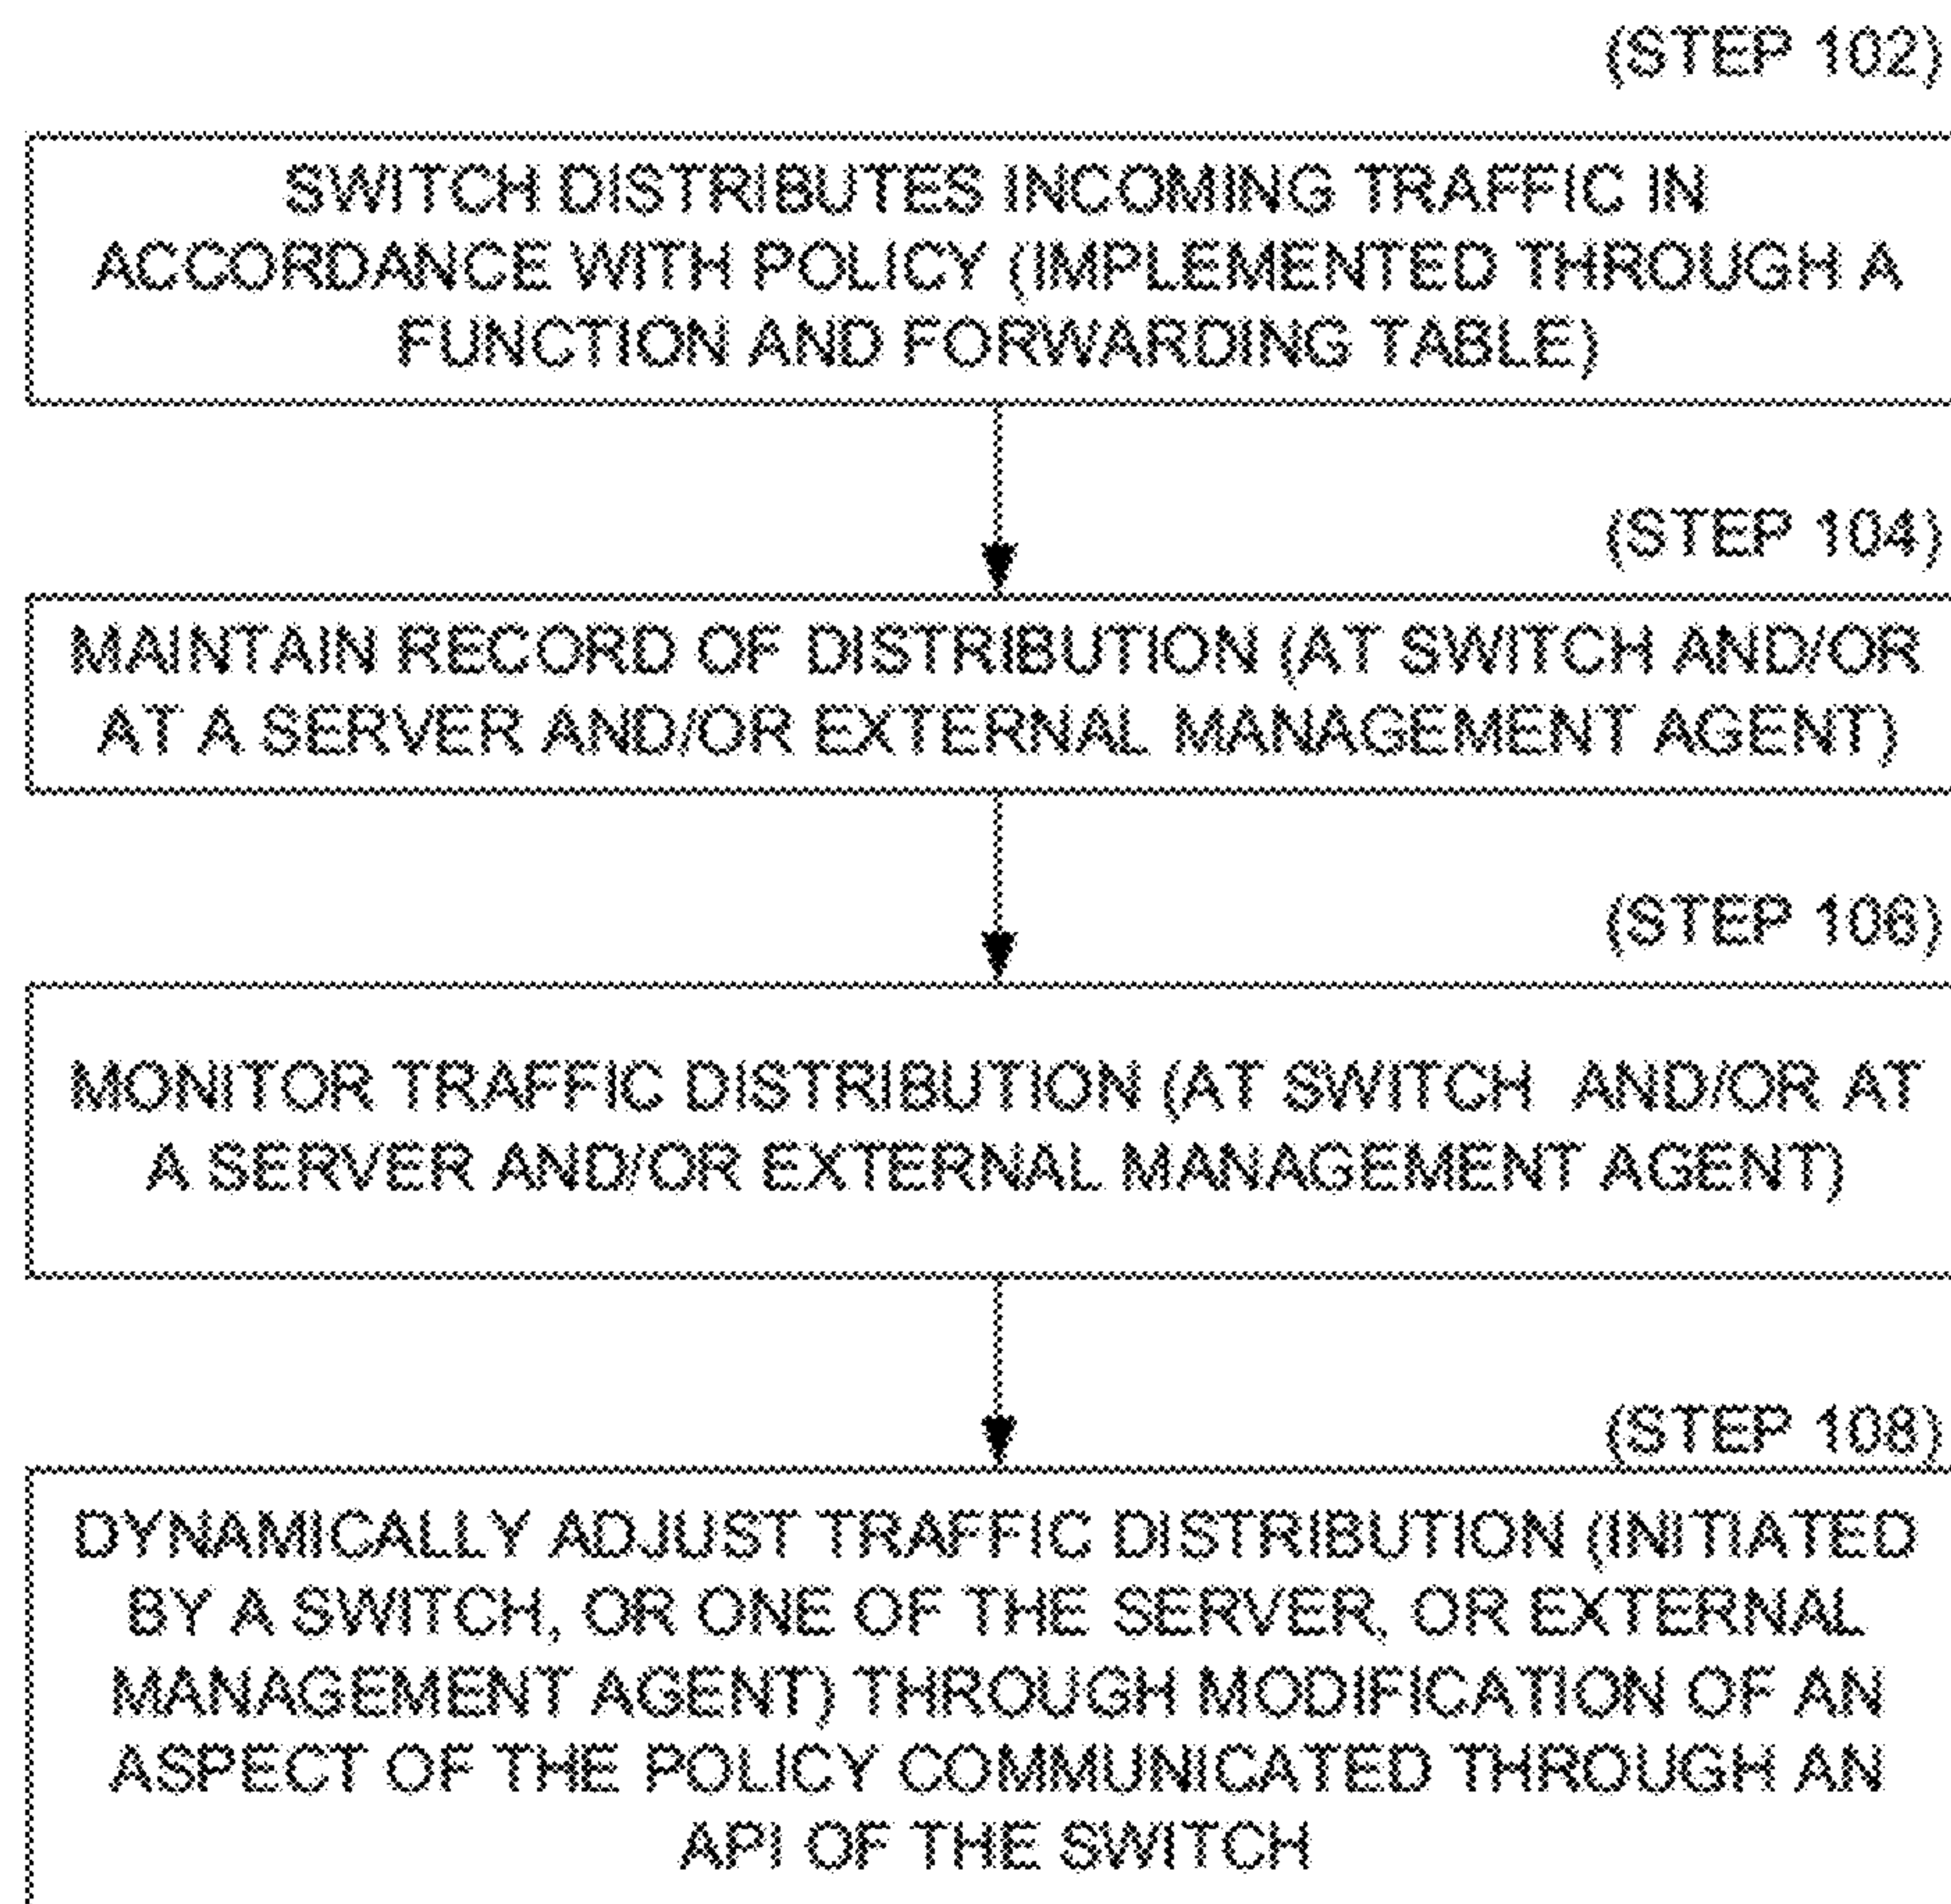 (STEP 102)
SWITCH DISTRIBUTES INCOMING TRAFFIC IN
ACCORDANCE WITH POLICY (IMPLEMENTED THROUGH A
FUNCTION AND FORWARDING TABLE)
(STEP 104)
MAINTAIN RECORD OF DISTRIBUTION (AT SWITCH AND/OR
AT A SERVER AND/OR EXTERNAL MANAGEMENT AGENT)
(STEP 106)
MONITOR TRAFFIC DISTRIBUTION (AT SWITCH AND/OR AT
A SERVER AND/OR EXTERNAL MANAGEMENT AGENT)
(STEP 108)
DYNAMICALLY ADJUST TRAFFIC DISTRIBUTION (INITIATED
BY A SWITCH, OR ONE OF THE SERVER, OR EXTERNAL
MANAGEMENT AGENT) THROUGH MODIFICATION OF AN
ASPECT OF THE POLICY COMMUNICATED THROUGH AN
API OF THE SWITCH